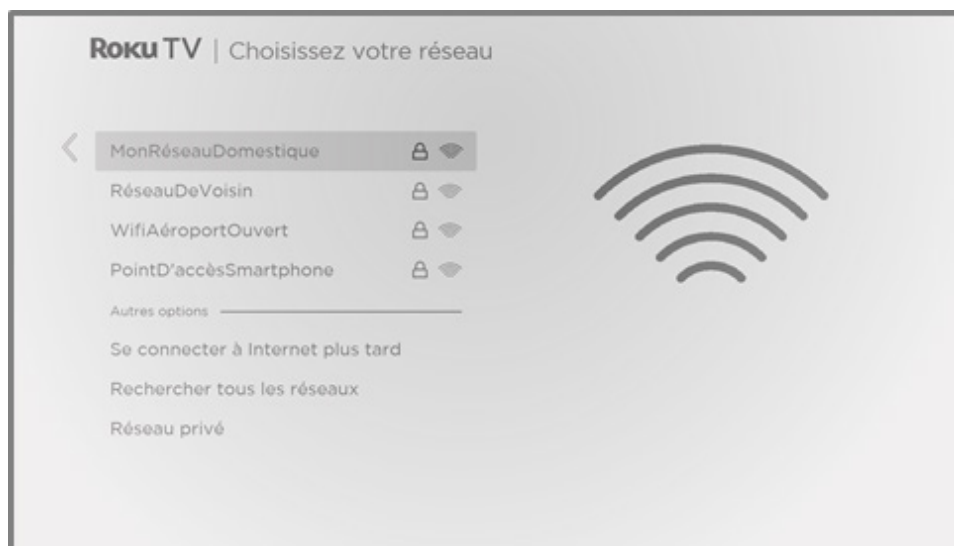 Roku TV | Choisissez votre réseau
MonRéseauDomestique
RéseauDeVoisin
WifiAéroportOuvert
PointD'accèsSmartphone
Autres options
Se connecter à Internet plus tard
Rechercher tous les réseaux
Réseau privé